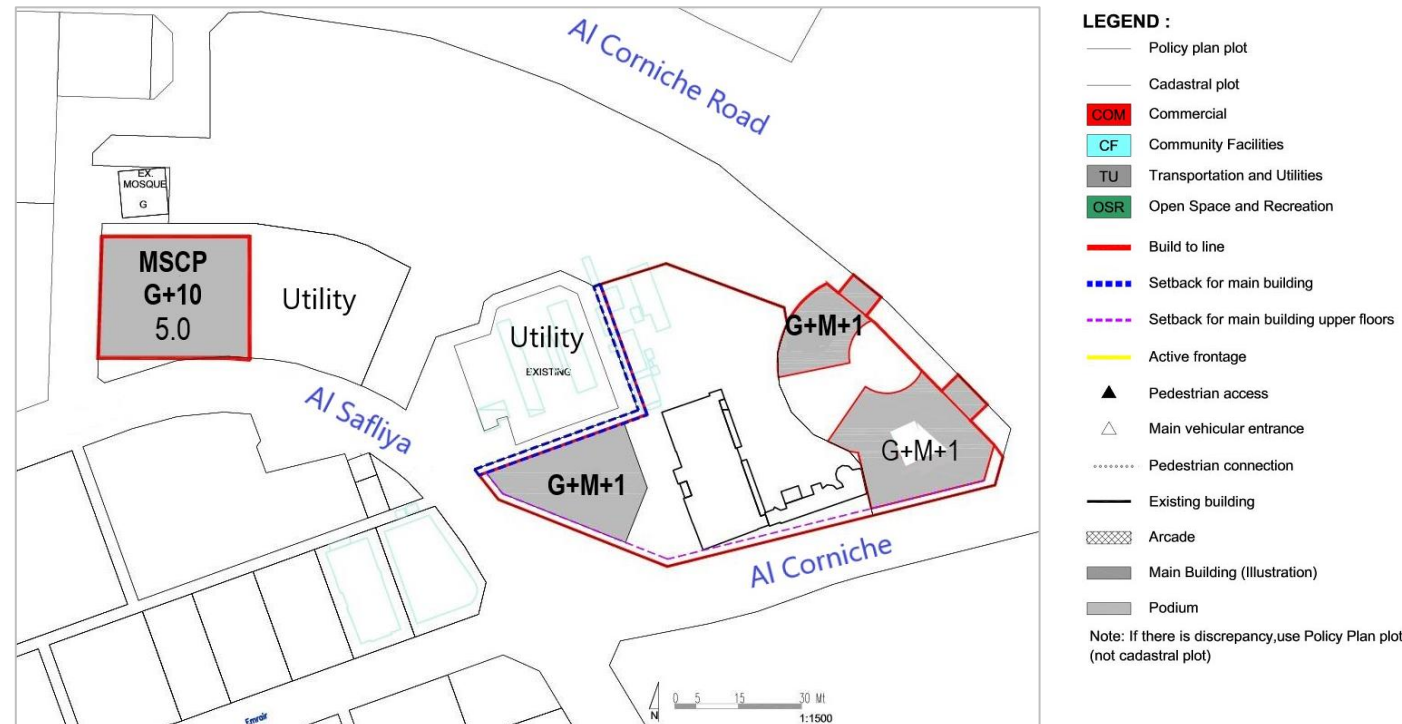 Al Corniche Road
EX.
MOSQUE
G
MSCP
G+10
5.0
Utility
Utility
EXISTING
G+M+1
G+M+1
G+M+1
Al Safliya
Al Corniche
N
0 5 15 30 Mt
1:1500
LEGEND :
Policy plan plot
Cadastral plot
COM Commercial
CF Community Facilities
TU Transportation and Utilities
OSR Open Space and Recreation
Build to line
Setback for main building
Setback for main building upper floors
Active frontage
Pedestrian access
Main vehicular entrance
Pedestrian connection
Existing building
Arcade
Main Building (Illustration)
Podium
Note: If there is discrepancy,use Policy Plan plot
(not cadastral plot)